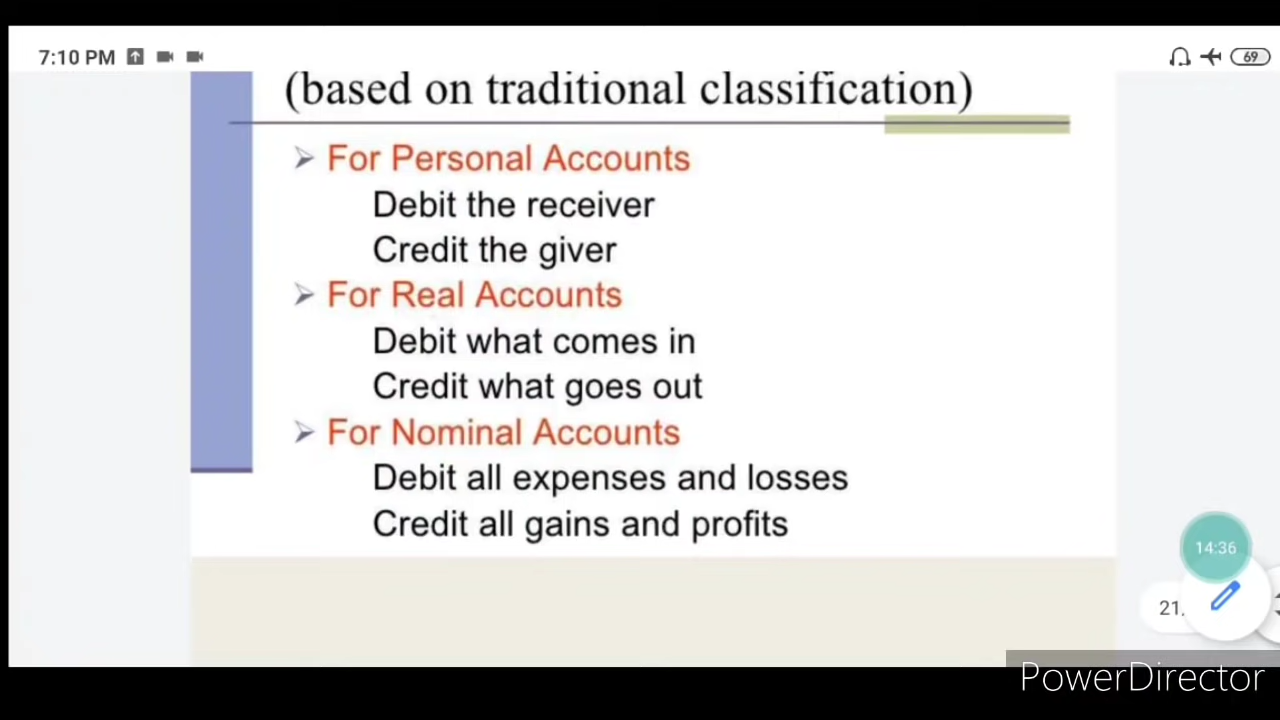 7:10 PM
69
(based on traditional classification)
For Personal Accounts
Debit the receiver
Credit the giver
For Real Accounts
Debit what comes in
Credit what goes out
For Nominal Accounts
Debit all expenses and losses
Credit all gains and profits
14:36
21
PowerDirector